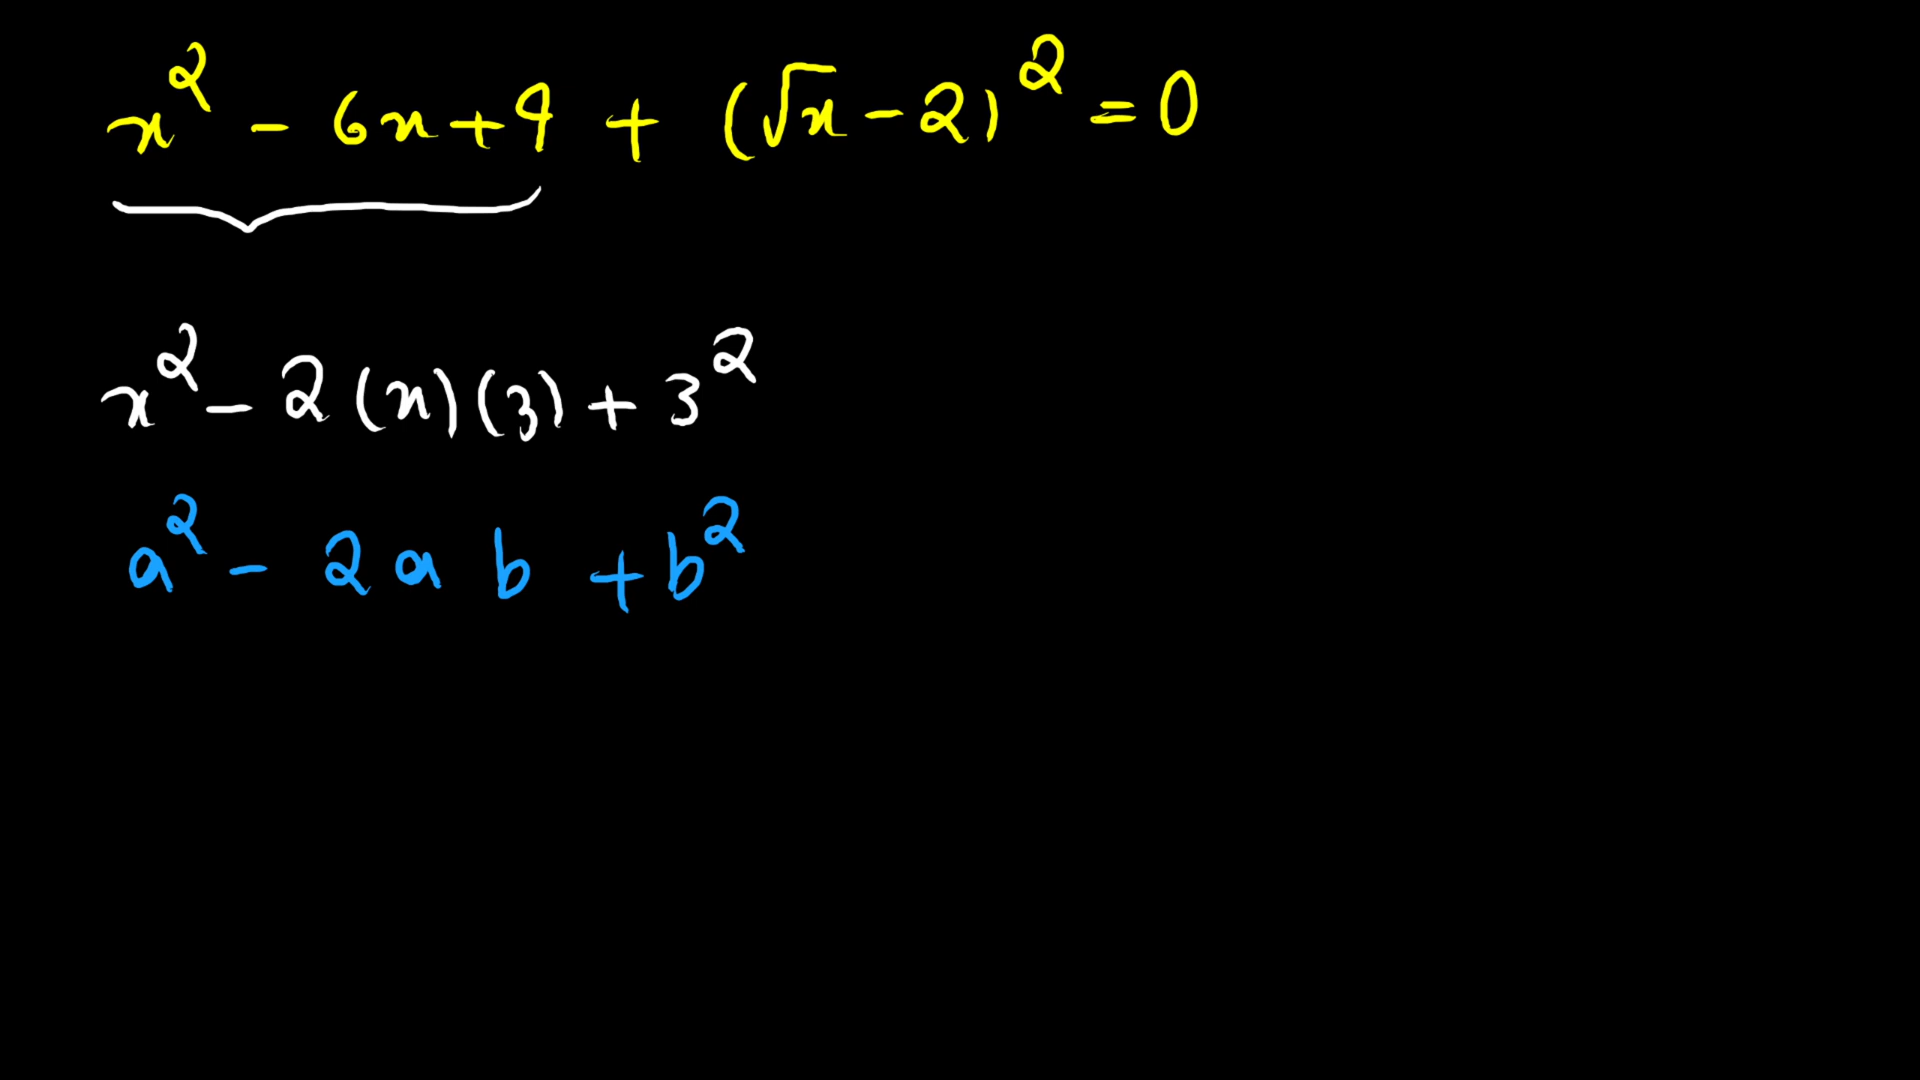 x² - 6x + 9 + (√x - 2)² = 0
x² - 2(x)(3) + 3²
a² - 2ab + b²